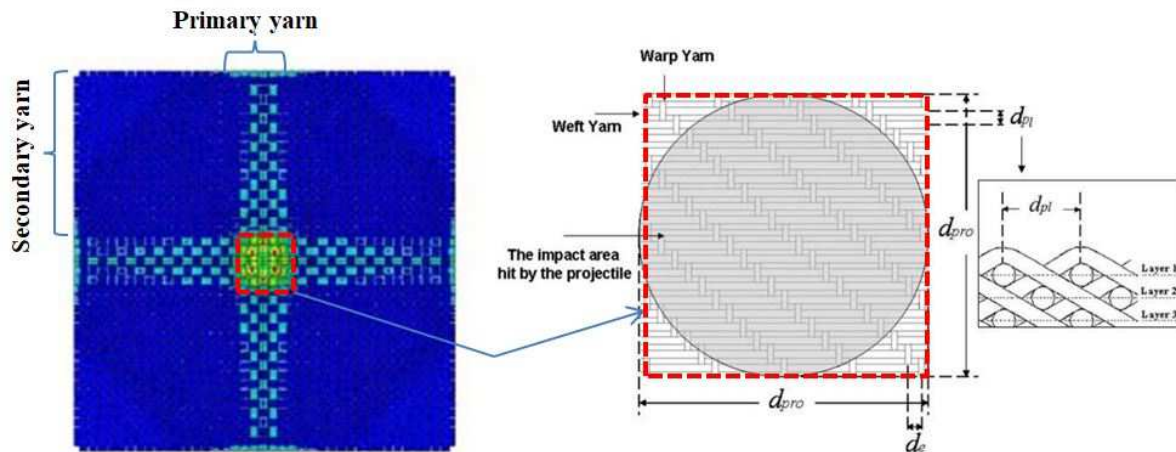 Primary yarn
Secondary yarn
Warp Yarn
Weft Yarn
The impact area
hit by the projectile
dpl
dpro
dpro
de
dpl
Layer 1
Layer 2
Layer 3